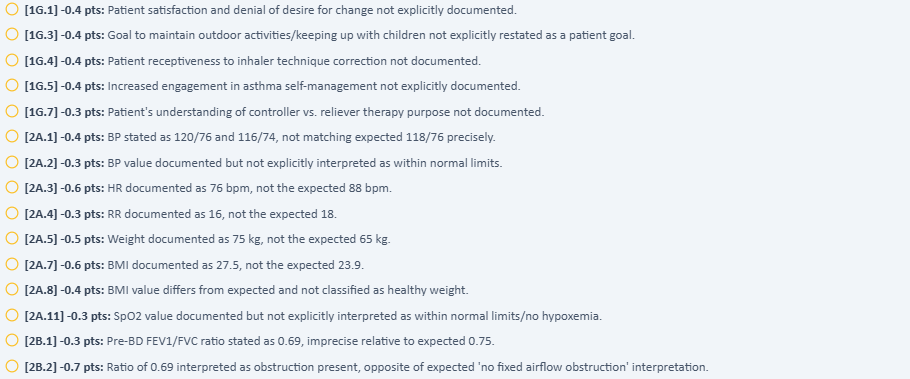 [1G.1] -0.4 pts: Patient satisfaction and denial of desire for change not explicitly documented.
[1G.3] -0.4 pts: Goal to maintain outdoor activities/keeping up with children not explicitly restated as a patient goal.
[1G.4] -0.4 pts: Patient receptiveness to inhaler technique correction not documented.
[1G.5] -0.4 pts: Increased engagement in asthma self-management not explicitly documented.
[1G.7] -0.3 pts: Patient's understanding of controller vs. reliever therapy purpose not documented.
[2A.1] -0.4 pts: BP stated as 120/76 and 116/74, not matching expected 118/76 precisely.
[2A.2] -0.3 pts: BP value documented but not explicitly interpreted as within normal limits.
[2A.3] -0.6 pts: HR documented as 76 bpm, not the expected 88 bpm.
[2A.4] -0.3 pts: RR documented as 16, not the expected 18.
[2A.5] -0.5 pts: Weight documented as 75 kg, not the expected 65 kg.
[2A.7] -0.6 pts: BMI documented as 27.5, not the expected 23.9.
[2A.8] -0.4 pts: BMI value differs from expected and not classified as healthy weight.
[2A.11] -0.3 pts: SpO2 value documented but not explicitly interpreted as within normal limits/no hypoxemia.
[2B.1] -0.3 pts: Pre-BD FEV1/FVC ratio stated as 0.69, imprecise relative to expected 0.75.
[2B.2] -0.7 pts: Ratio of 0.69 interpreted as obstruction present, opposite of expected 'no fixed airflow obstruction' interpretation.